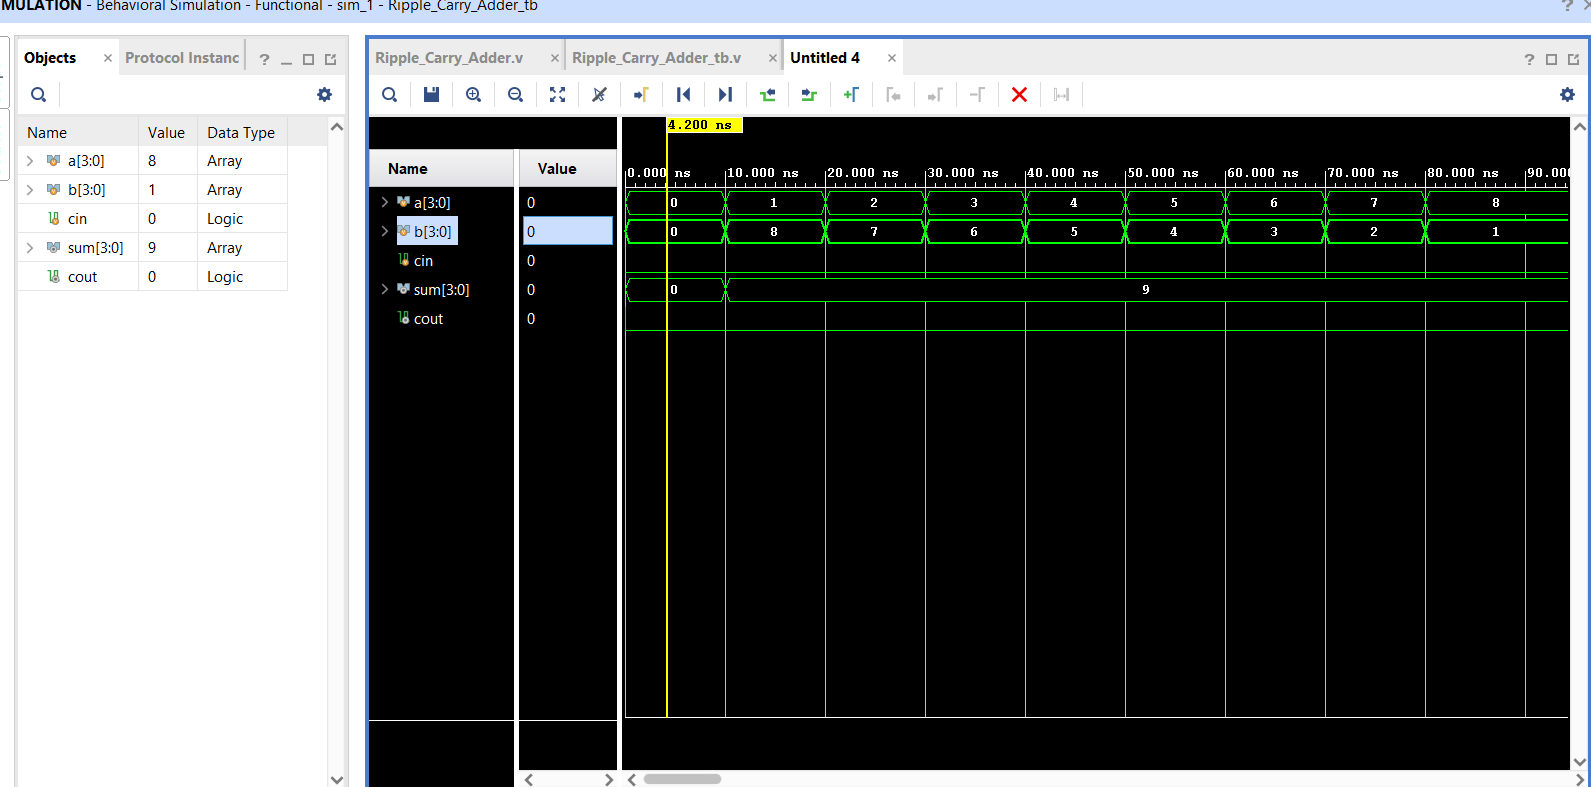 MULATION - Behavioral Simulation - Functional - sim_1 - Ripple_Carry_Adder_tb
Objects
Protocol Instanc
Name Value Data Type
a[3:0] 8 Array
b[3:0] 1 Array
cin 0 Logic
sum[3:0] 9 Array
cout 0 Logic
Ripple_Carry_Adder.v
Ripple_Carry_Adder_tb.v
Untitled 4
4.200 ns
Name Value
0.000 ns 10.000 ns 20.000 ns 30.000 ns 40.000 ns 50.000 ns 60.000 ns 70.000 ns 80.000 ns 90.000
a[3:0] 0 0 1 2 3 4 5 6 7 8
b[3:0] 0 0 8 7 6 5 4 3 2 1
cin 0
sum[3:0] 0 0 9
cout 0